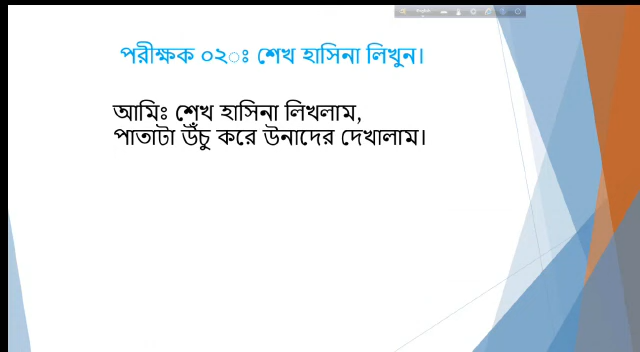 পরীক্ষক ০২ঃ শেখ হাসিনা লিখুন।
আমিঃ শেখ হাসিনা লিখলাম,
পাতাটা উঁচু করে উনাদের দেখালাম।